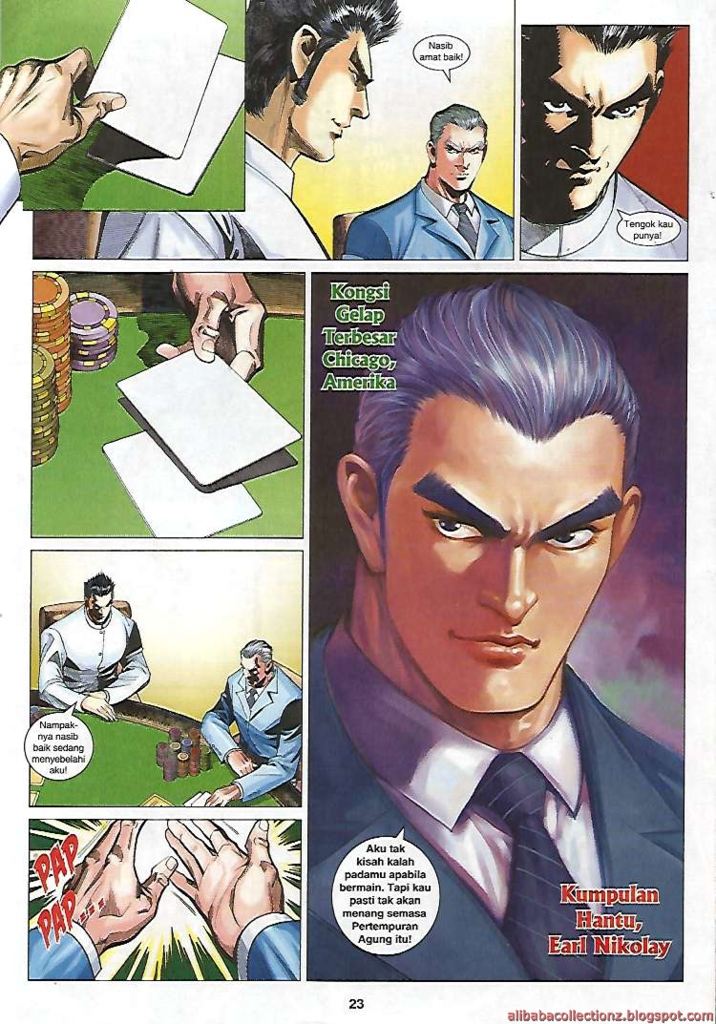 Nasib
amat baik!
Tengok kau
punya!
Kongsi
Gelap
Terbesar
Chicago,
Amerika
Nampak-
nya nasib
baik sedang
menyebelahi
aku!
PAP
PAP...
Aku tak
kisah kalah
padamu apabila
bermain. Tapi kau
pasti tak akan
menang semasa
Pertempuran
Agung itu!
Kumpulan
Hantu,
Earl Nikolay
23
alibabacollectionz.blogspot.com